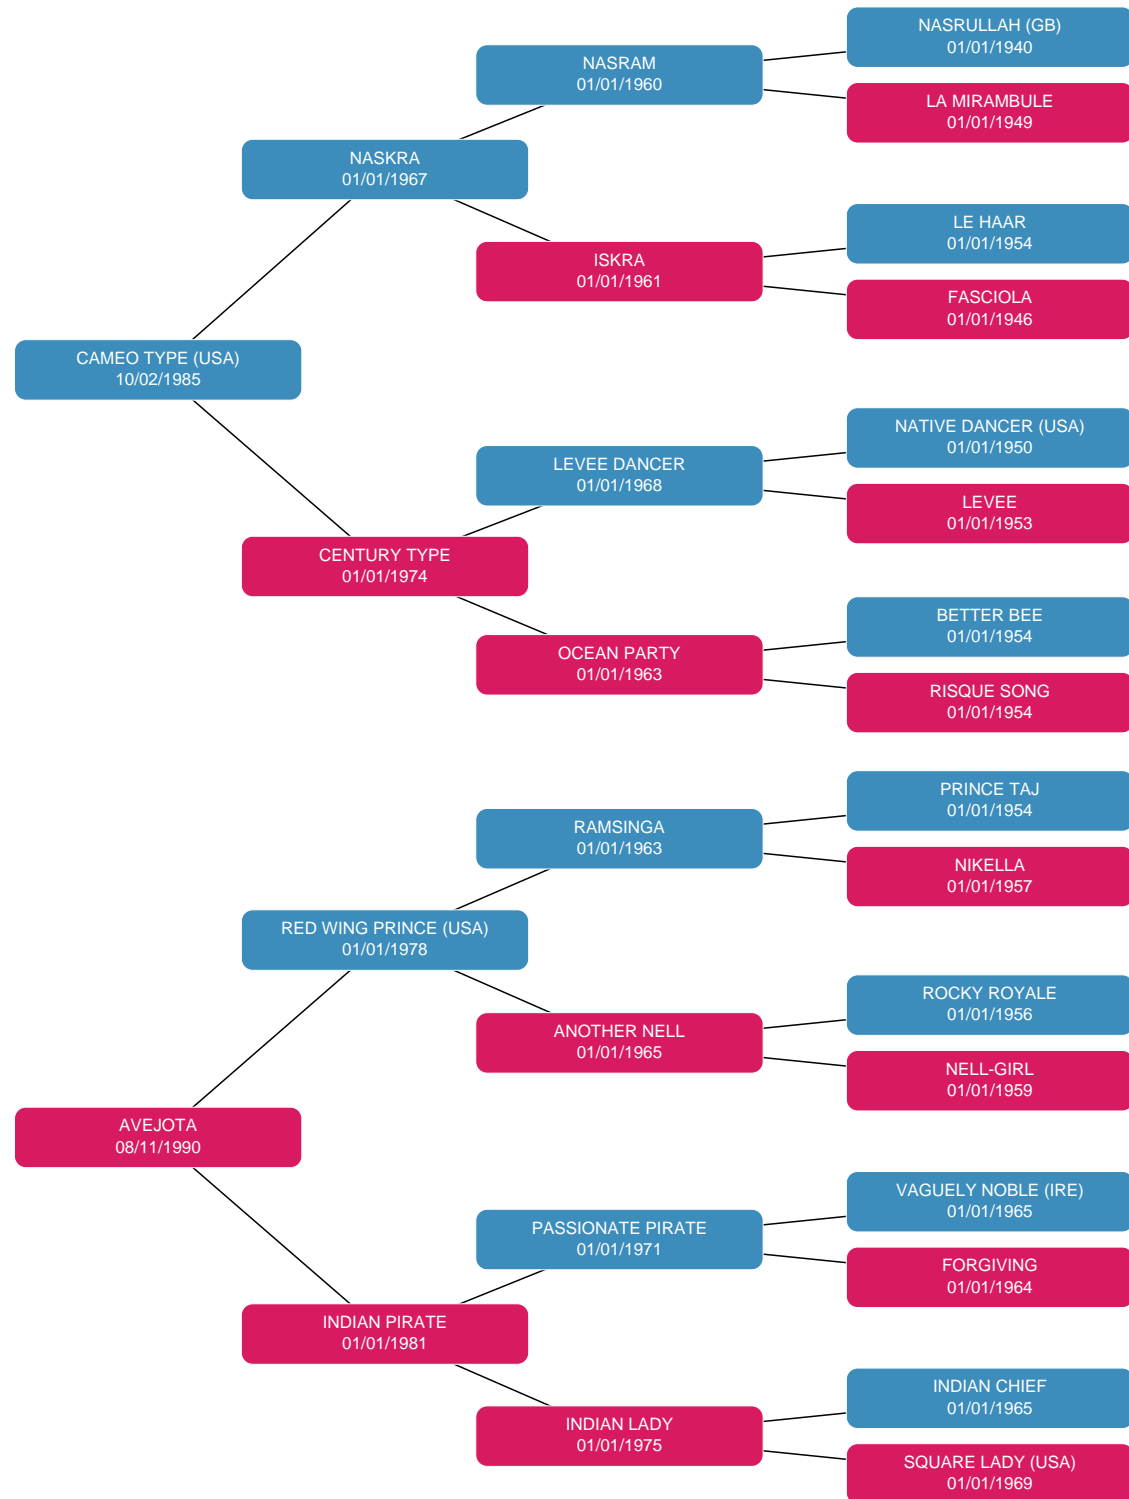 NASRULLAH (GB)
01/01/1940
NASRAM
01/01/1960
LA MIRAMBULE
01/01/1949
NASKRA
01/01/1967
LE HAAR
01/01/1954
ISKRA
01/01/1961
FASCIOLA
01/01/1946
CAMEO TYPE (USA)
10/02/1985
NATIVE DANCER (USA)
01/01/1950
LEVEE DANCER
01/01/1968
LEVEE
01/01/1953
CENTURY TYPE
01/01/1974
BETTER BEE
01/01/1954
OCEAN PARTY
01/01/1963
RISQUE SONG
01/01/1954
PRINCE TAJ
01/01/1954
RAMSINGA
01/01/1963
NIKELLA
01/01/1957
RED WING PRINCE (USA)
01/01/1978
ROCKY ROYALE
01/01/1956
ANOTHER NELL
01/01/1965
NELL-GIRL
01/01/1959
AVEJOTA
08/11/1990
VAGUELY NOBLE (IRE)
01/01/1965
PASSIONATE PIRATE
01/01/1971
FORGIVING
01/01/1964
INDIAN PIRATE
01/01/1981
INDIAN CHIEF
01/01/1965
INDIAN LADY
01/01/1975
SQUARE LADY (USA)
01/01/1969